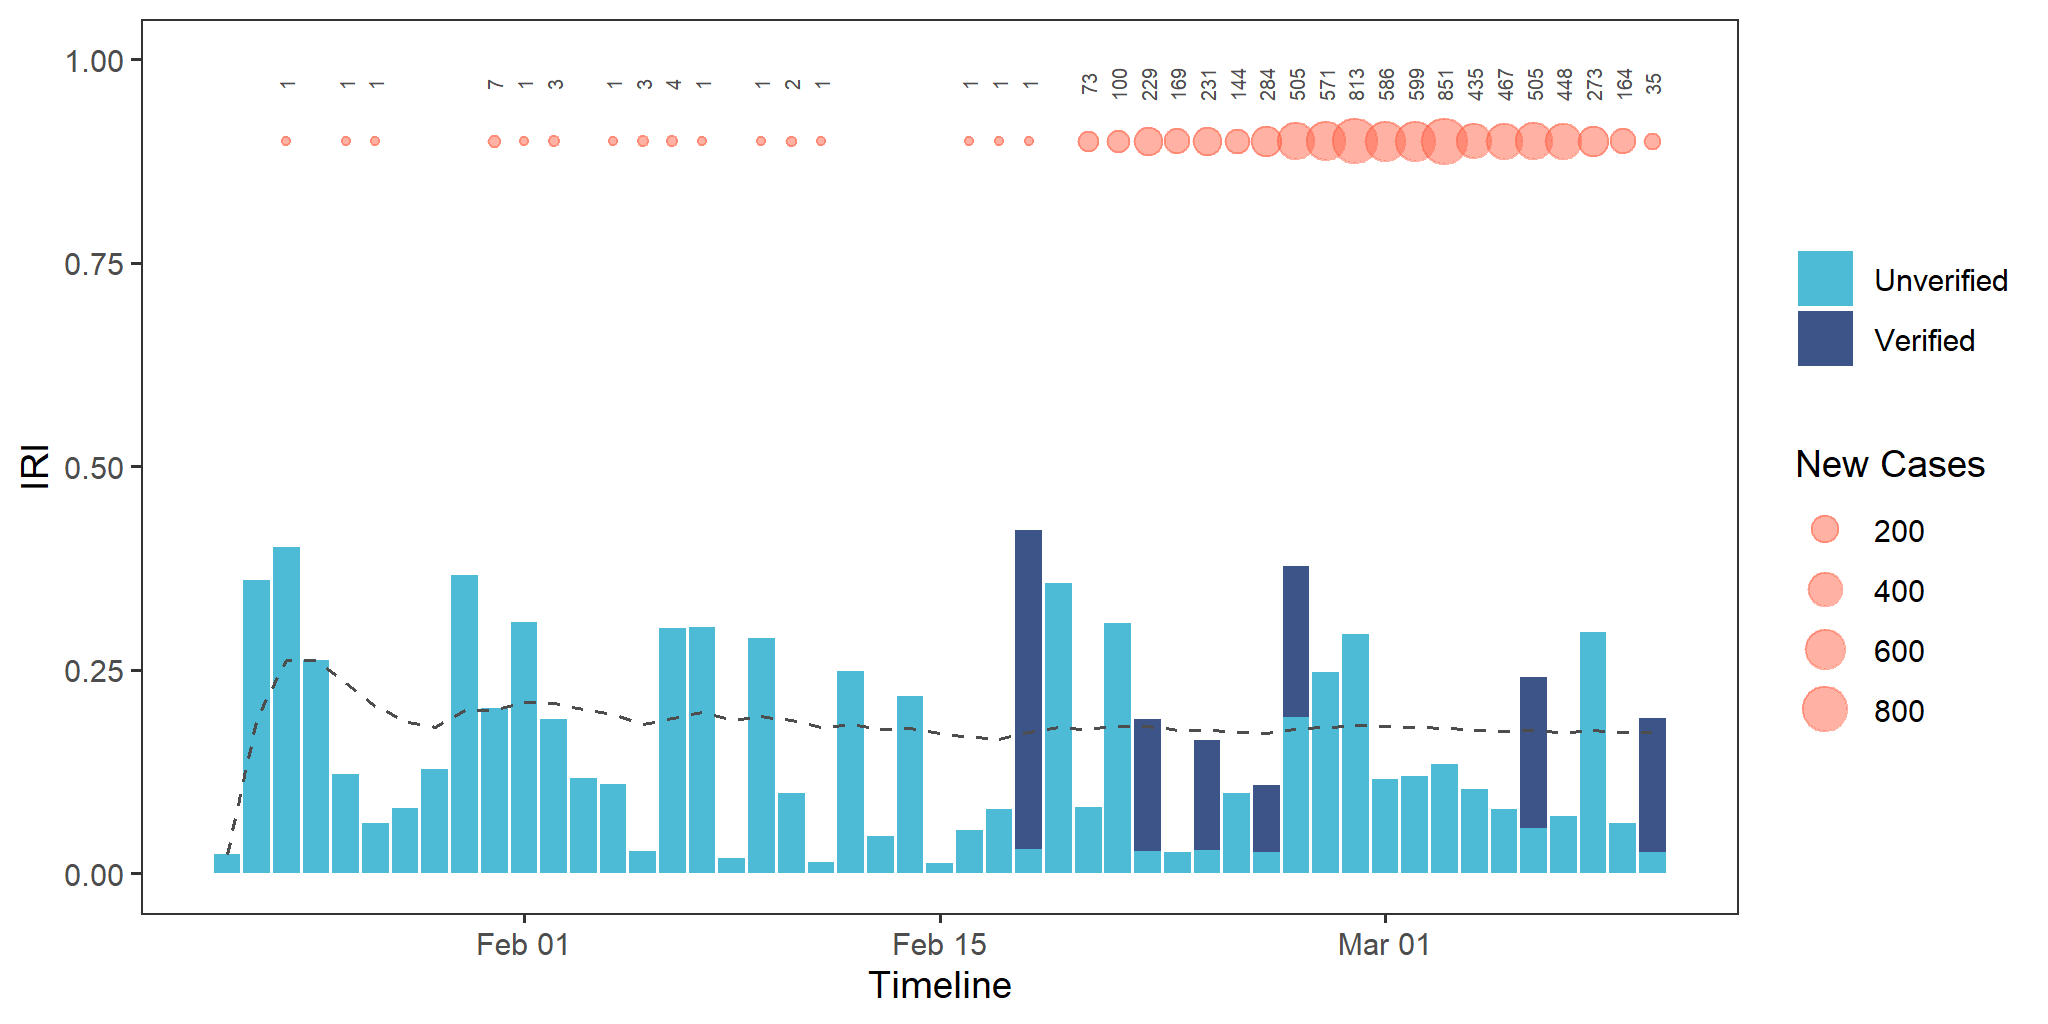 1 1 1 7 1 3 1 3 4 1 1 2 1 1 1 1 73 100 229 169 231 144 284 505 571 813 586 599 851 435 467 505 448 273 164 35
1.00
0.75
0.50
0.25
0.00
IRI
Feb 01 Feb 15 Mar 01
Timeline
Unverified
Verified
New Cases
200
400
600
800